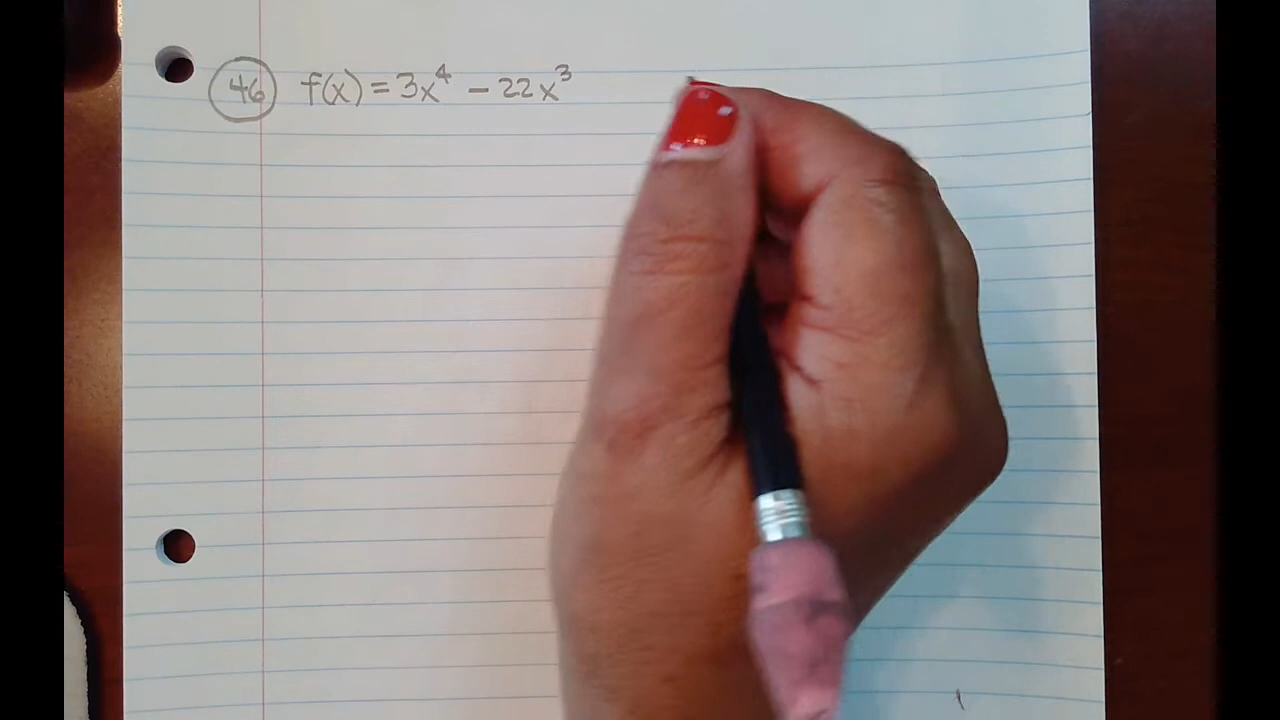 46 f(x) = 3x⁴ - 22x³